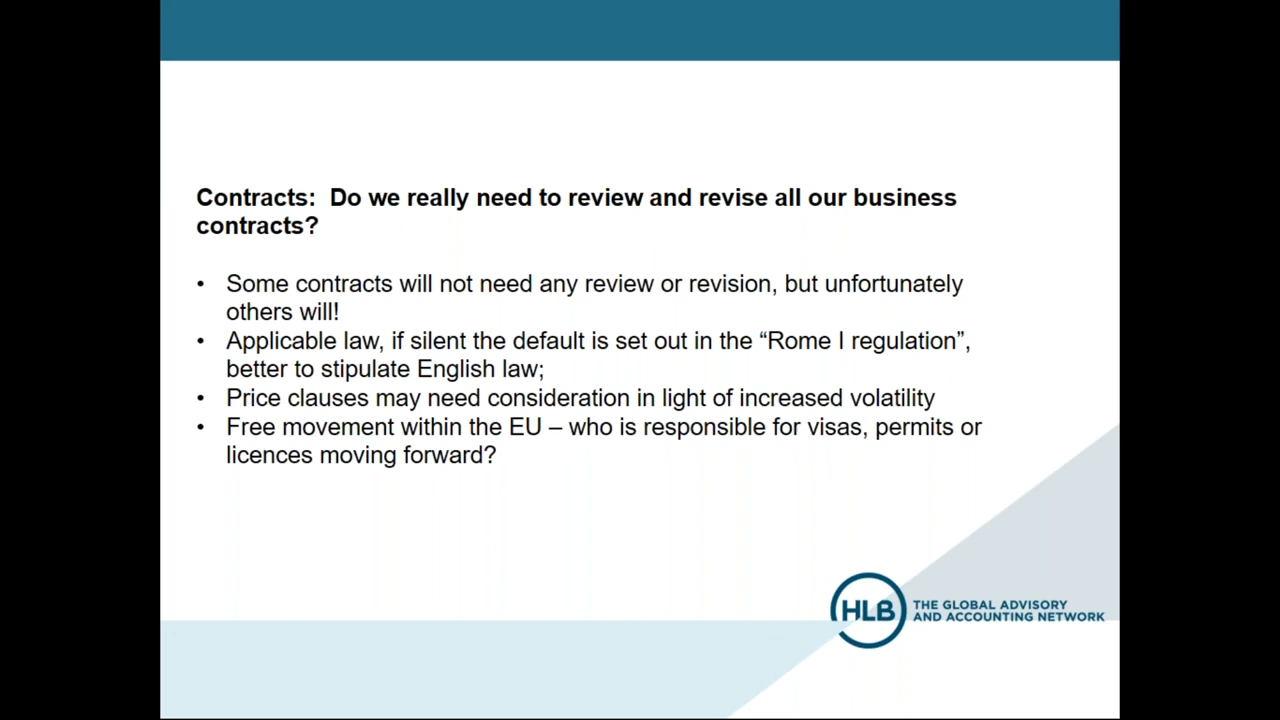 Contracts:  Do we really need to review and revise all our business
contracts?
• Some contracts will not need any review or revision, but unfortunately
others will!
• Applicable law, if silent the default is set out in the “Rome I regulation”,
better to stipulate English law;
• Price clauses may need consideration in light of increased volatility
• Free movement within the EU – who is responsible for visas, permits or
licences moving forward?
HLB
THE GLOBAL ADVISORY
AND ACCOUNTING NETWORK